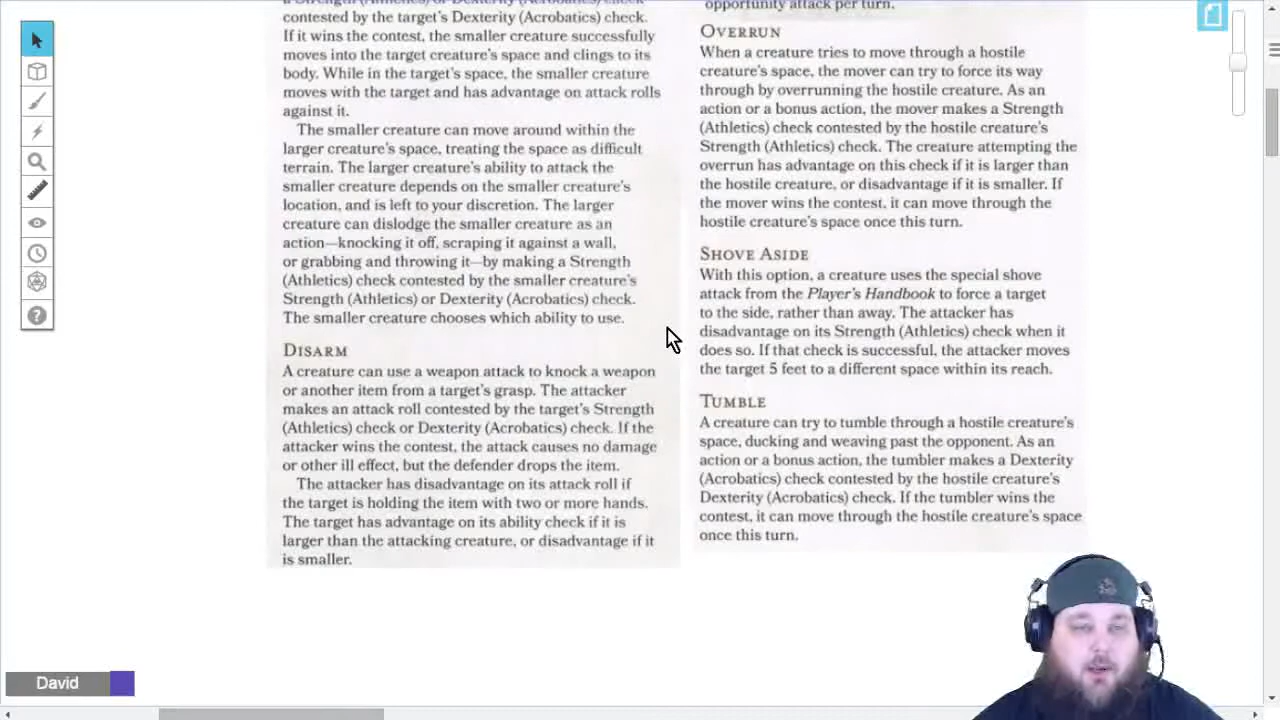 a Strength (Athletics) or Dexterity (Acrobatics) check
contested by the target's Dexterity (Acrobatics) check.
If it wins the contest, the smaller creature successfully
moves into the target creature's space and clings to its
body. While in the target's space, the smaller creature
moves with the target and has advantage on attack rolls
against it.
The smaller creature can move around within the
larger creature's space, treating the space as difficult
terrain. The larger creature's ability to attack the
smaller creature depends on the smaller creature's
location, and is left to your discretion. The larger
creature can dislodge the smaller creature as an
action—knocking it off, scraping it against a wall,
or grabbing and throwing it—by making a Strength
(Athletics) check contested by the smaller creature's
Strength (Athletics) or Dexterity (Acrobatics) check.
The smaller creature chooses which ability to use.
DISARM
A creature can use a weapon attack to knock a weapon
or another item from a target's grasp. The attacker
makes an attack roll contested by the target's Strength
(Athletics) check or Dexterity (Acrobatics) check. If the
attacker wins the contest, the attack causes no damage
or other ill effect, but the defender drops the item.
The attacker has disadvantage on its attack roll if
the target is holding the item with two or more hands.
The target has advantage on its ability check if it is
larger than the attacking creature, or disadvantage if it
is smaller.
opportunity attack per turn.
OVERRUN
When a creature tries to move through a hostile
creature's space, the mover can try to force its way
through by overrunning the hostile creature. As an
action or a bonus action, the mover makes a Strength
(Athletics) check contested by the hostile creature's
Strength (Athletics) check. The creature attempting the
overrun has advantage on this check if it is larger than
the hostile creature, or disadvantage if it is smaller. If
the mover wins the contest, it can move through the
hostile creature's space once this turn.
SHOVE ASIDE
With this option, a creature uses the special shove
attack from the Player's Handbook to force a target
to the side, rather than away. The attacker has
disadvantage on its Strength (Athletics) check when it
does so. If that check is successful, the attacker moves
the target 5 feet to a different space within its reach.
TUMBLE
A creature can try to tumble through a hostile creature's
space, ducking and weaving past the opponent. As an
action or a bonus action, the tumbler makes a Dexterity
(Acrobatics) check contested by the hostile creature's
Dexterity (Acrobatics) check. If the tumbler wins the
contest, it can move through the hostile creature's space
once this turn.
David